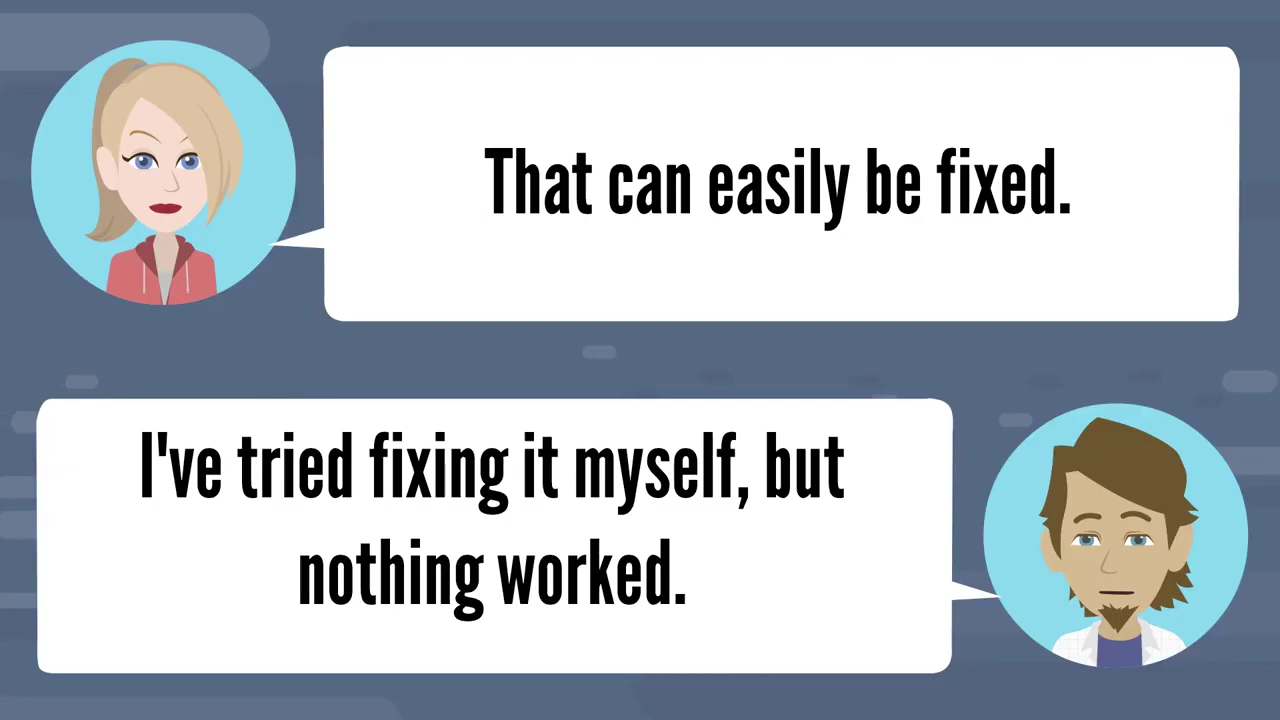 That can easily be fixed.
I've tried fixing it myself, but
nothing worked.